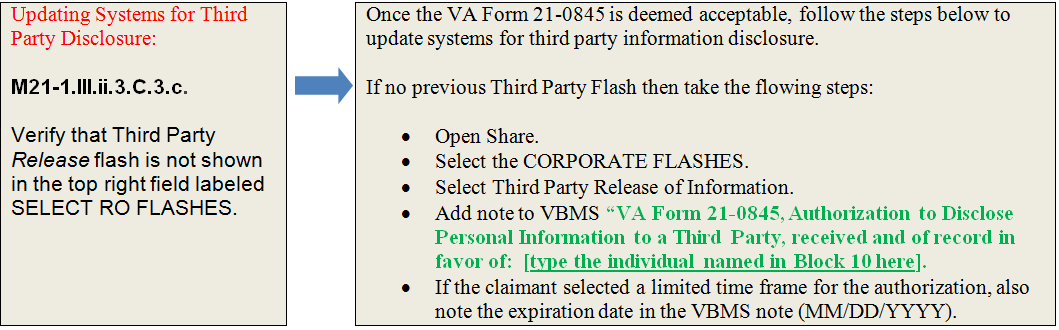 Updating Systems for Third
Party Disclosure:
M21-1.III.ii.3.C.3.c.
Verify that Third Party
Release flash is not shown
in the top right field labeled
SELECT RO FLASHES.
Once the VA Form 21-0845 is deemed acceptable, follow the steps below to
update systems for third party information disclosure.
If no previous Third Party Flash then take the flowing steps:
• Open Share.
• Select the CORPORATE FLASHES.
• Select Third Party Release of Information.
• Add note to VBMS “VA Form 21-0845, Authorization to Disclose
Personal Information to a Third Party, received and of record in
favor of: [type the individual named in Block 10 here].
• If the claimant selected a limited time frame for the authorization, also
note the expiration date in the VBMS note (MM/DD/YYYY).